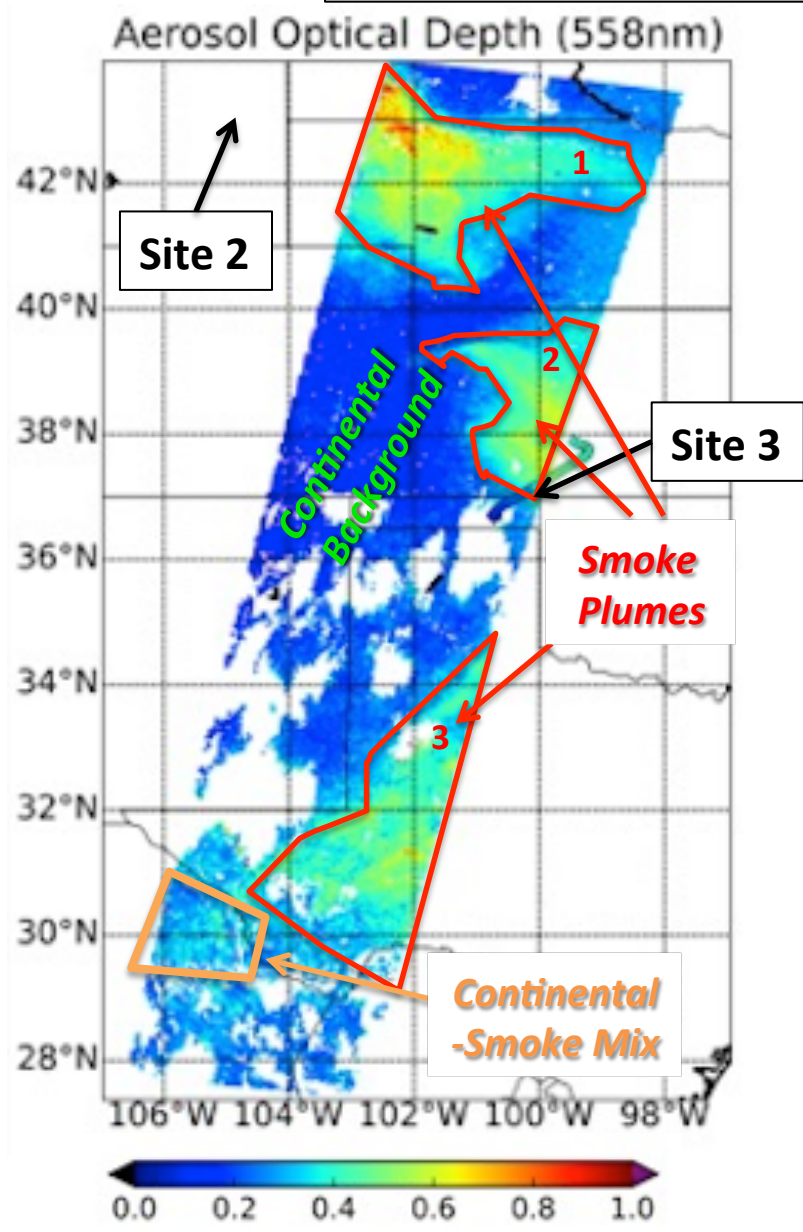 Aerosol Optical Depth (558nm)
1
42°N
Site 2
40°N
2
Continental
Background
38°N
Site 3
36°N
Smoke
Plumes
34°N
3
32°N
30°N
Continental
-Smoke Mix
28°N
106°W 104°W 102°W 100°W 98°W
0.0 0.2 0.4 0.6 0.8 1.0